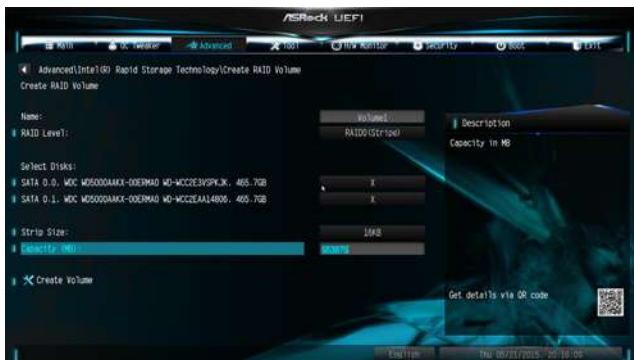 ASRock UEFI
Main OC Tweaker Advanced Tool H/W Monitor Security Boot Exit
Advanced\Intel(R) Rapid Storage Technology\Create RAID Volume
Create RAID Volume
Name: Volume1
RAID Level: RAID0(Stripe)
Select Disks:
SATA 0.0, WDC WD5000AAKX-00ERMA0 WD-WCC2E3VSPKJK, 465.7GB X
SATA 0.1, WDC WD5000AAKX-00ERMA0 WD-WCC2EAA14806, 465.7GB X
Strip Size: 16KB
Capacity (MB):
Create Volume
Description
Capacity in MB
Get details via QR code
English